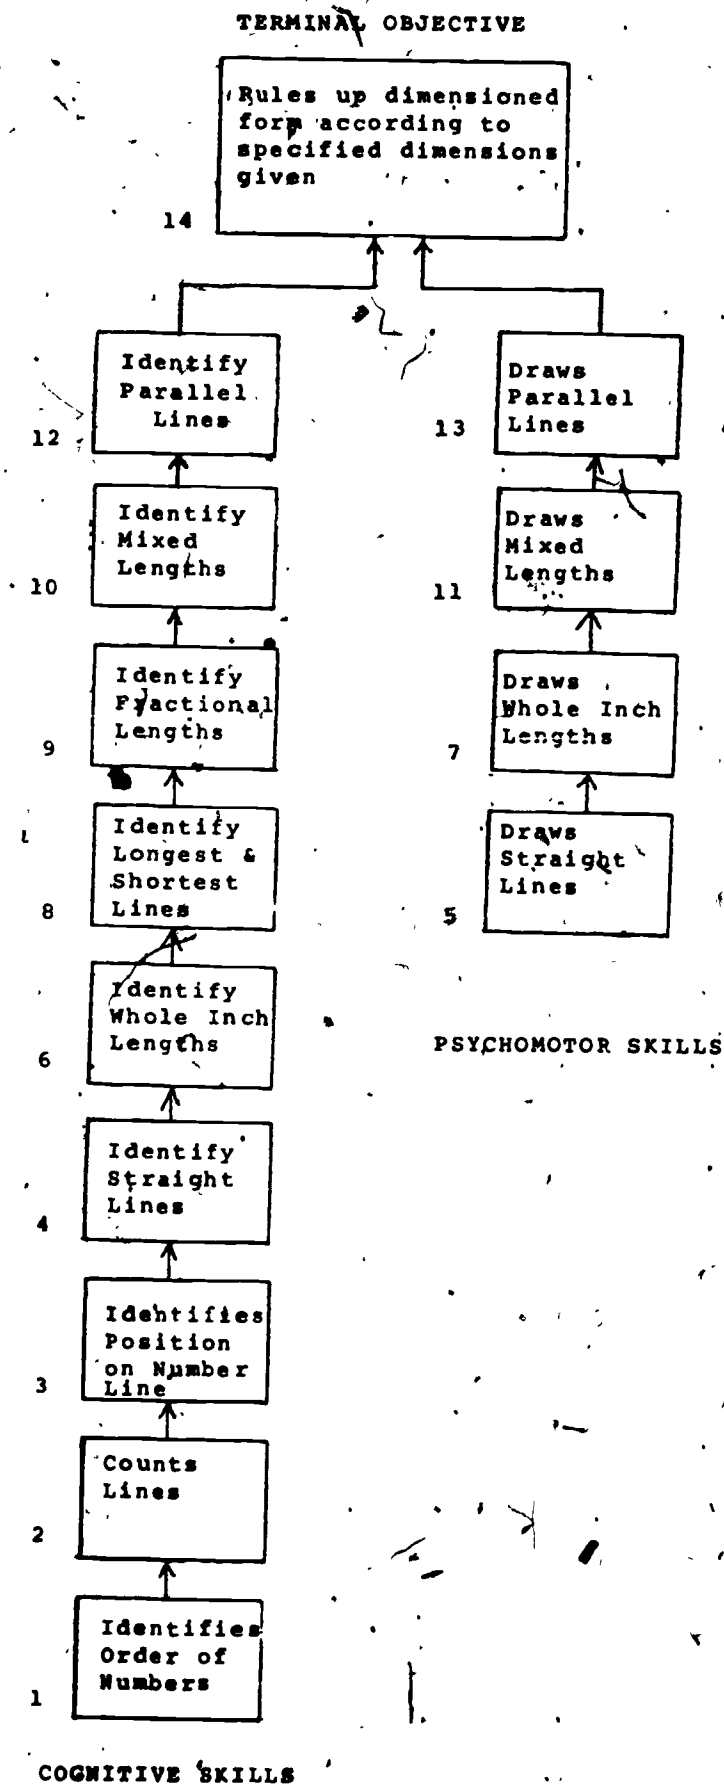 TERMINAL OBJECTIVE
Rules up dimensioned
form according to
specified dimensions
given
14
Identify
Parallel
Lines
12
Draws
Parallel
Lines
13
Identify
Mixed
Lengths
10
Draws
Mixed
Lengths
11
Identify
Fractional
Lengths
9
Draws
Whole Inch
Lengths
7
Identify
Longest &
Shortest
Lines
8
Draws
Straight
Lines
5
Identify
Whole Inch
Lengths
6
PSYCHOMOTOR SKILLS
Identify
Straight
Lines
4
Identifies
Position
on Number
Line
3
Counts
Lines
2
Identifies
Order of
Numbers
1
COGNITIVE SKILLS